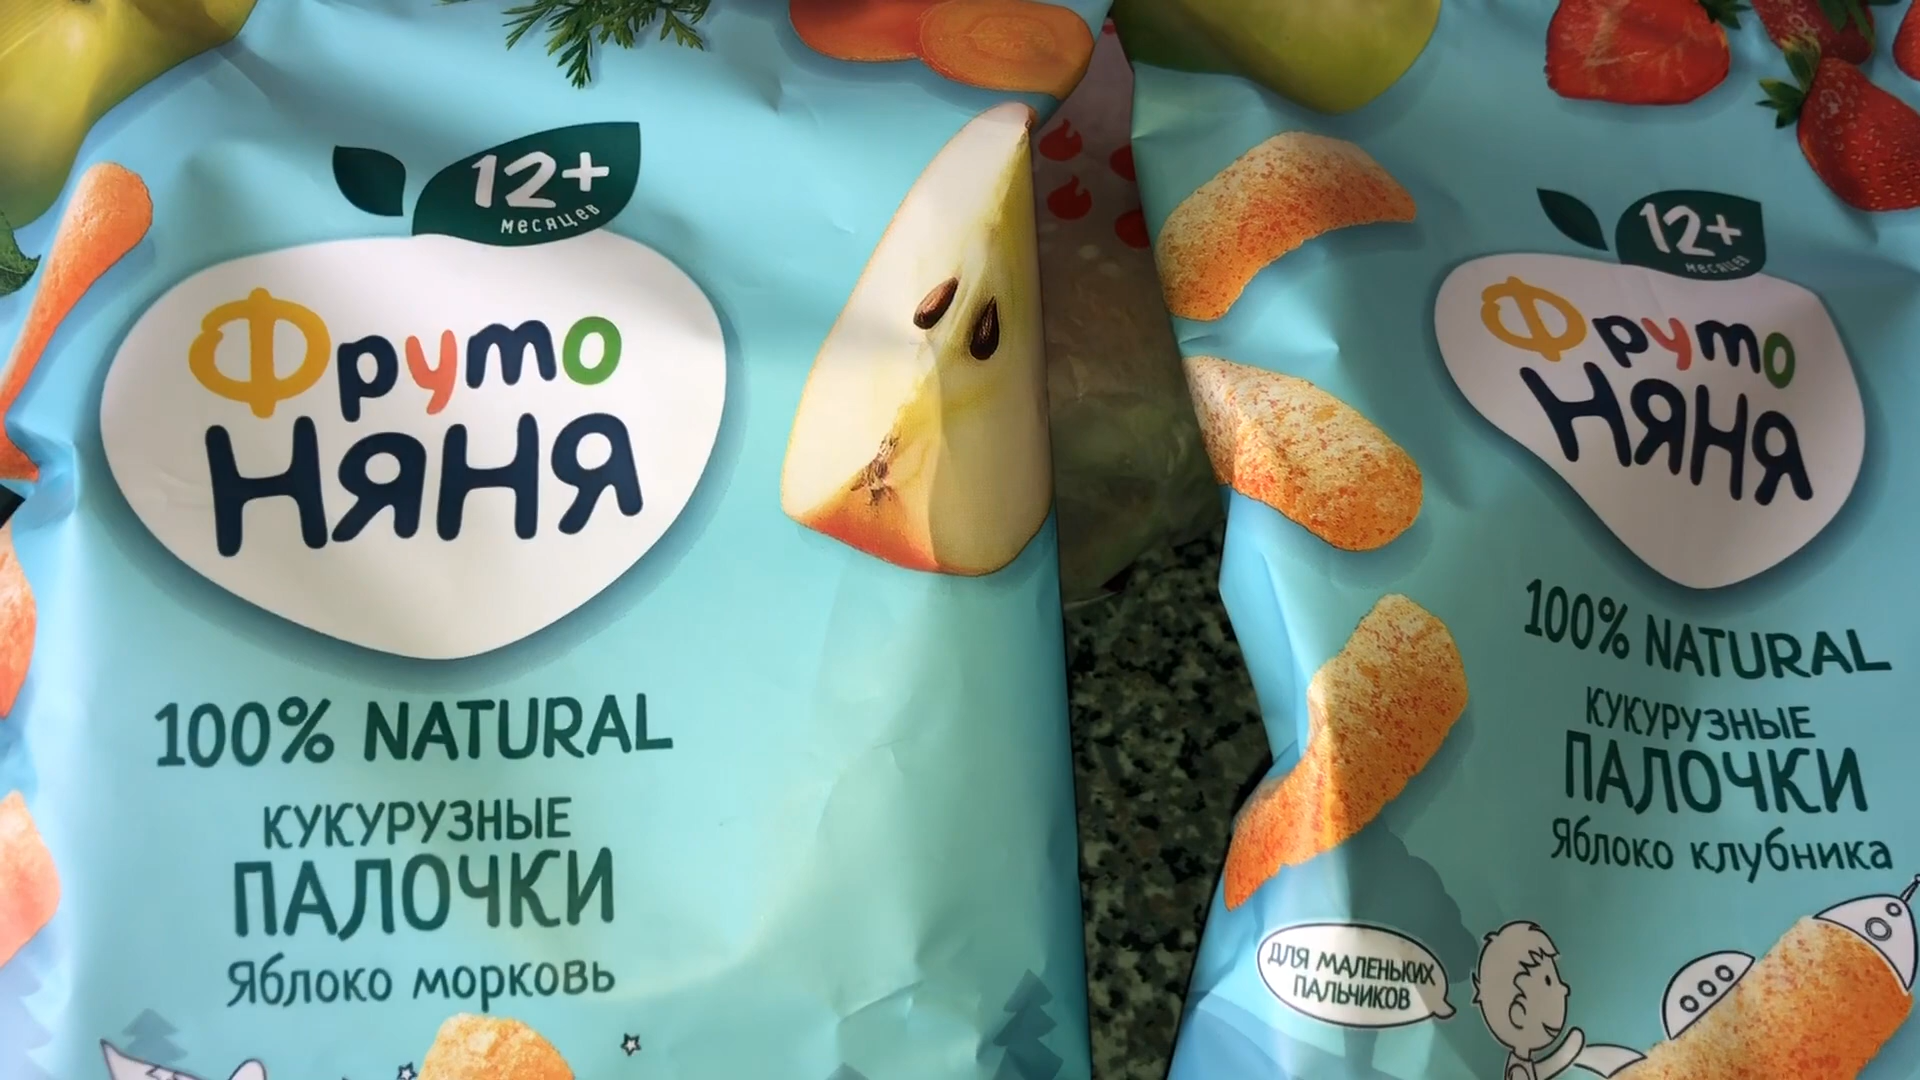 12+
месяцев
Фруто
НЯНЯ
100% NATURAL
КУКУРУЗНЫЕ
ПАЛОЧКИ
Яблоко морковь
12+
месяцев
Фруто
НЯНЯ
100% NATURAL
КУКУРУЗНЫЕ
ПАЛОЧКИ
Яблоко клубника
ДЛЯ МАЛЕНЬКИХ
ПАЛЬЧИКОВ